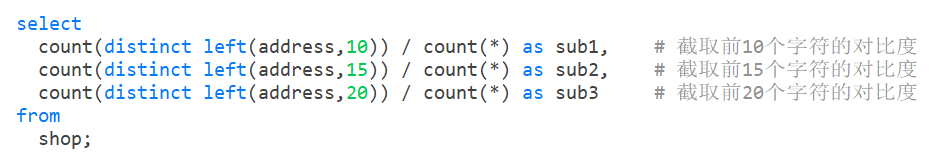 select
  count(distinct left(address,10)) / count(*) as sub1,    # 截取前10个字符的对比度
  count(distinct left(address,15)) / count(*) as sub2,    # 截取前15个字符的对比度
  count(distinct left(address,20)) / count(*) as sub3     # 截取前20个字符的对比度
from
  shop;